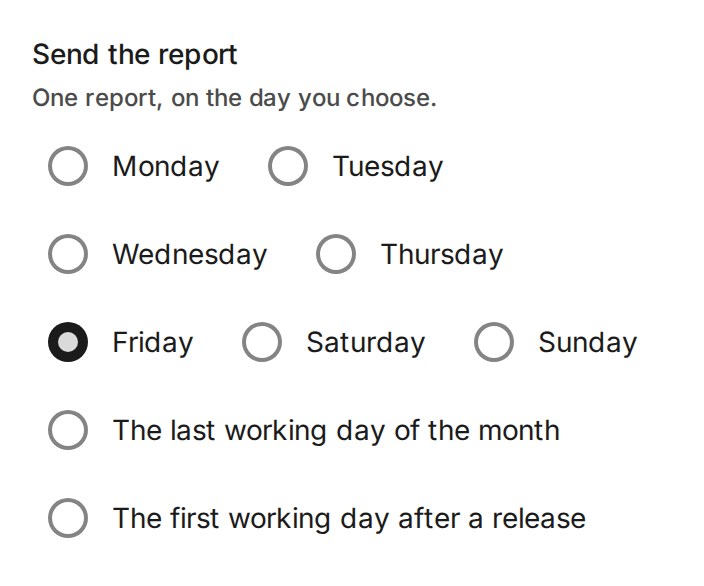 Send the report
One report, on the day you choose.
Monday Tuesday
Wednesday Thursday
Friday Saturday Sunday
The last working day of the month
The first working day after a release